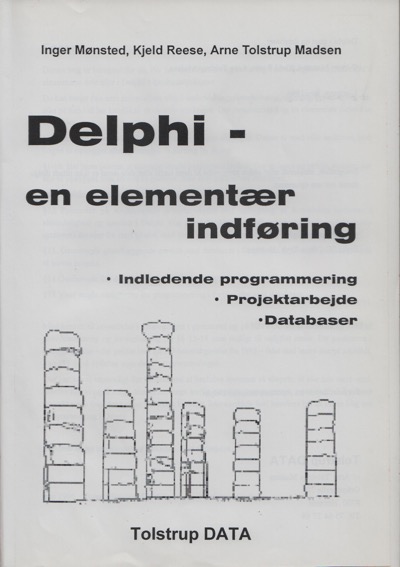 Inger Mønsted, Kjeld Reese, Arne Tolstrup Madsen
Delphi -
en elementær
indføring
• Indledende programmering
• Projektarbejde
•Databaser
Tolstrup DATA